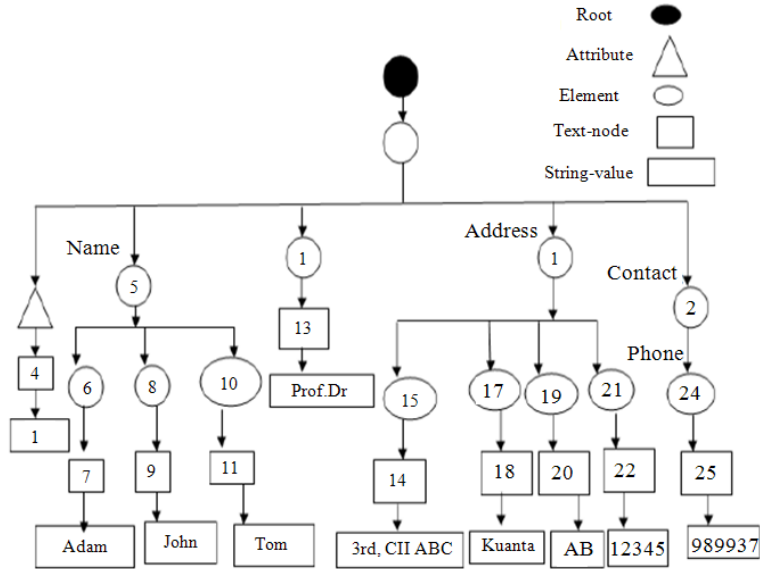 Root
Attribute
Element
Text-node
String-value
Name
Address
Contact
Phone
5
1
1
2
4
13
6
8
10
15
17
19
21
24
1
Prof.Dr
7
9
11
14
18
20
22
25
Adam
John
Tom
3rd, CII ABC
Kuanta
AB
12345
989937